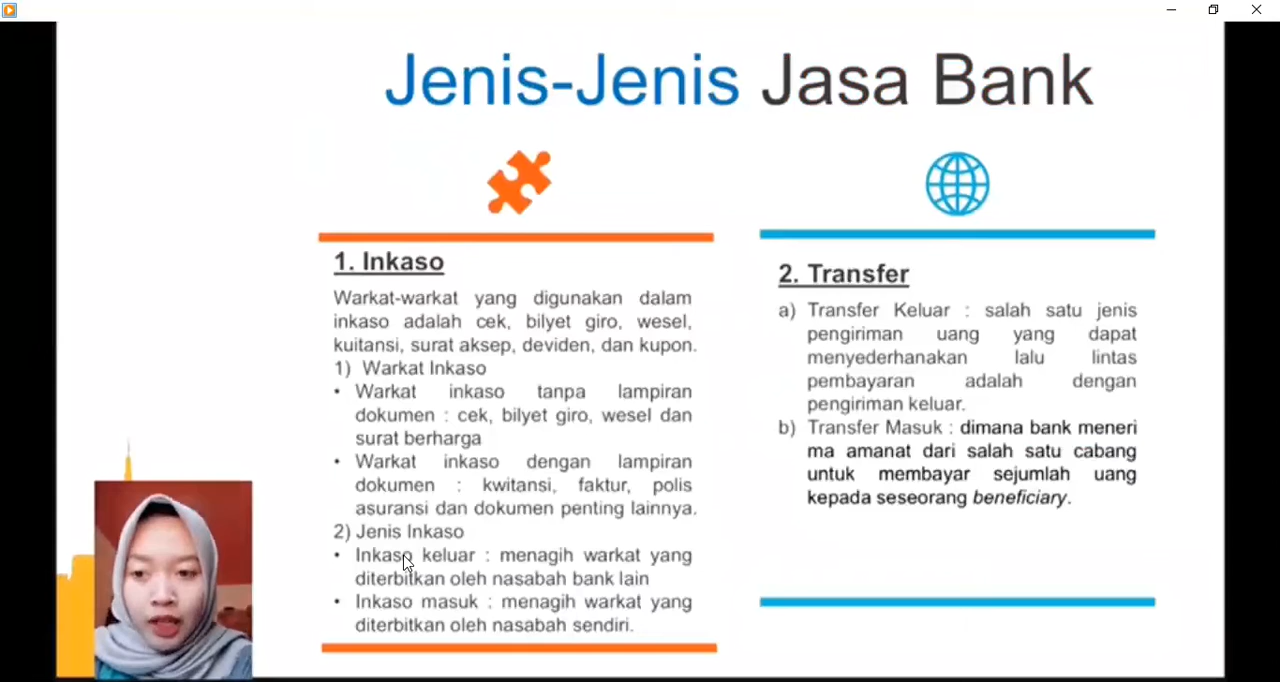 Jenis-Jenis Jasa Bank
1. Inkaso
Warkat-warkat yang digunakan dalam
inkaso adalah cek, bilyet giro, wesel,
kuitansi, surat aksep, deviden, dan kupon.
1) Warkat Inkaso
• Warkat inkaso tanpa lampiran
dokumen : cek, bilyet giro, wesel dan
surat berharga
• Warkat inkaso dengan lampiran
dokumen : kwitansi, faktur, polis
asuransi dan dokumen penting lainnya.
2) Jenis Inkaso
• Inkaso keluar : menagih warkat yang
diterbitkan oleh nasabah bank lain
• Inkaso masuk : menagih warkat yang
diterbitkan oleh nasabah sendiri.
2. Transfer
a) Transfer Keluar : salah satu jenis
pengiriman uang yang dapat
menyederhanakan lalu lintas
pembayaran adalah dengan
pengiriman keluar.
b) Transfer Masuk : dimana bank meneri
ma amanat dari salah satu cabang
untuk membayar sejumlah uang
kepada seseorang beneficiary.